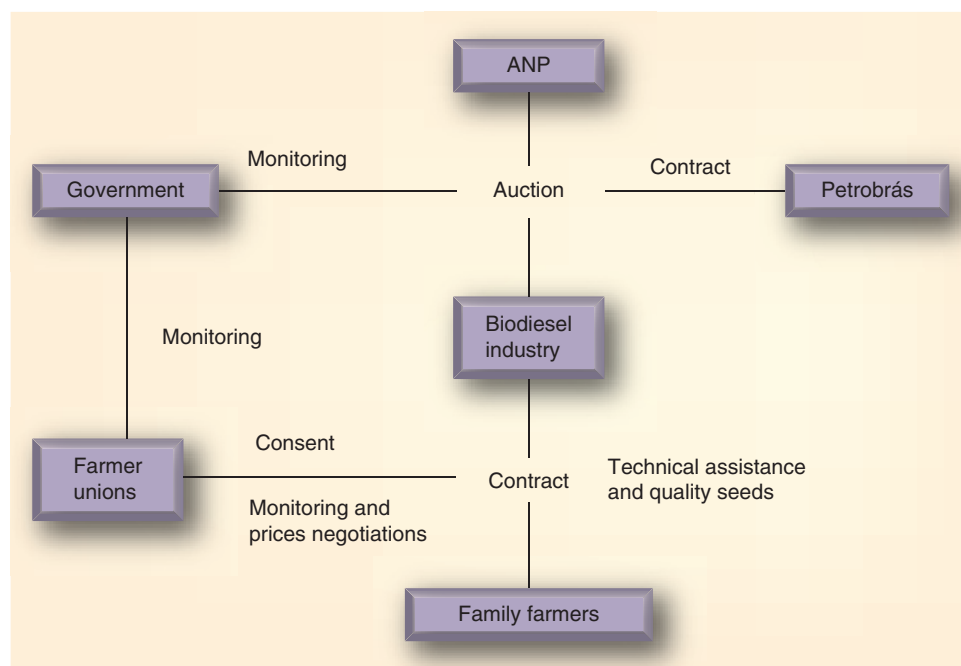 ANP
Monitoring
Contract
Government
Auction
Petrobrás
Biodiesel
industry
Monitoring
Consent
Farmer
unions
Contract
Technical assistance
and quality seeds
Monitoring and
prices negotiations
Family farmers